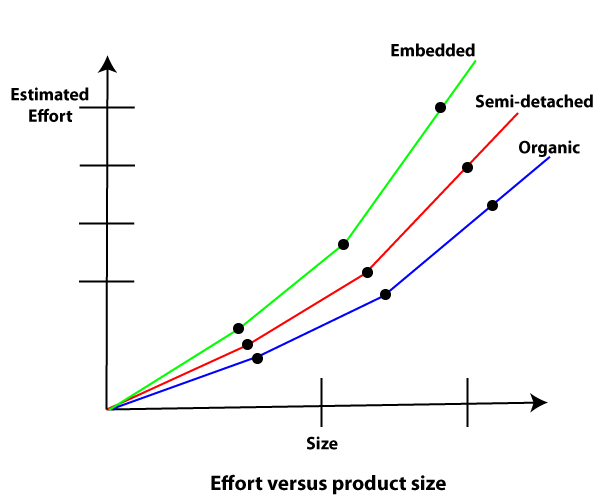 Embedded
Estimated
Effort
Semi-detached
Organic
Size
Effort versus product size